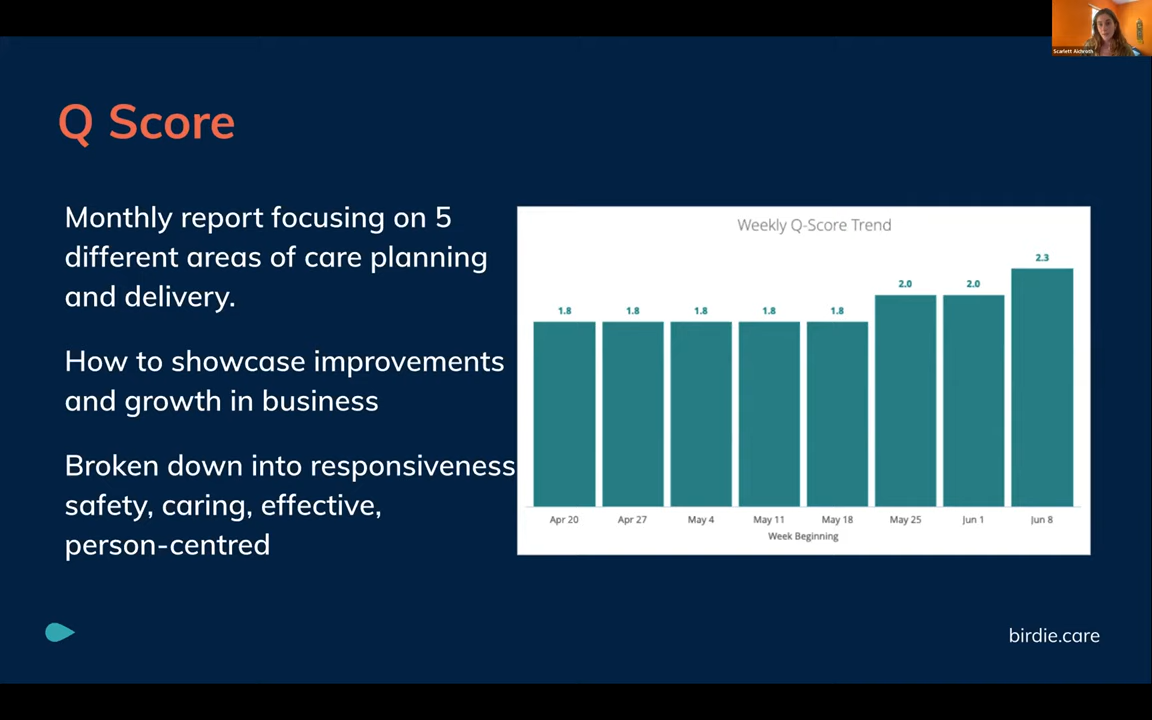 Q Score
Monthly report focusing on 5
different areas of care planning
and delivery.
How to showcase improvements
and growth in business
Broken down into responsiveness
safety, caring, effective,
person-centred
Weekly Q-Score Trend
1.8 1.8 1.8 1.8 1.8 2.0 2.0 2.3
Apr 20 Apr 27 May 4 May 11 May 18 May 25 Jun 1 Jun 8
Week Beginning
birdie.care